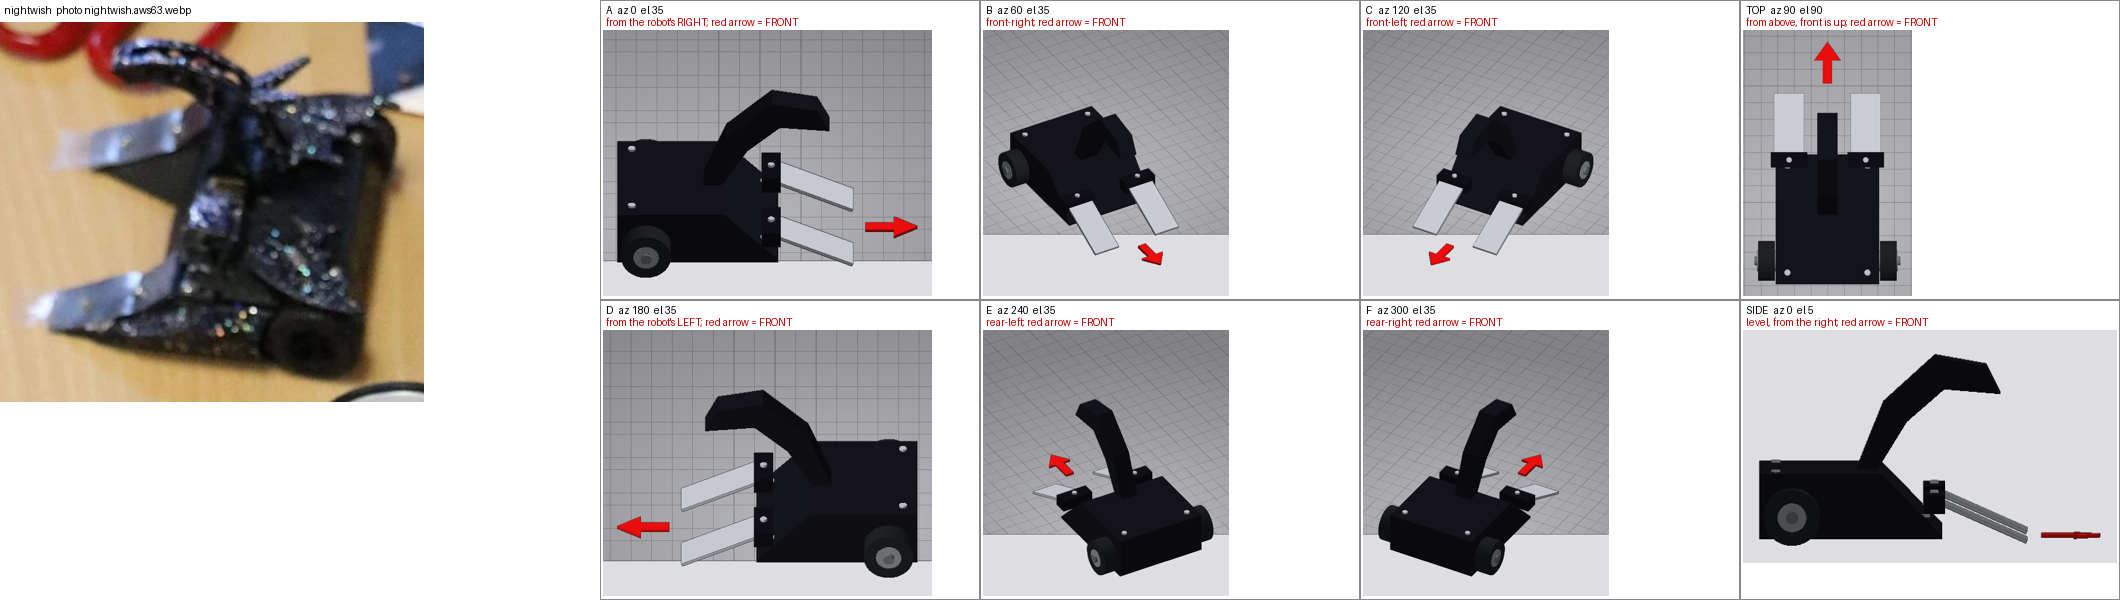 nightwish  photo nightwish.aws63.webp
A  az 0  el 35
from the robot's RIGHT; red arrow = FRONT
B  az 60  el 35
front-right; red arrow = FRONT
C  az 120  el 35
front-left; red arrow = FRONT
TOP  az 90  el 90
from above, front is up; red arrow = FRONT
D  az 180  el 35
from the robot's LEFT; red arrow = FRONT
E  az 240  el 35
rear-left; red arrow = FRONT
F  az 300  el 35
rear-right; red arrow = FRONT
SIDE  az 0  el 5
level, from the right; red arrow = FRONT